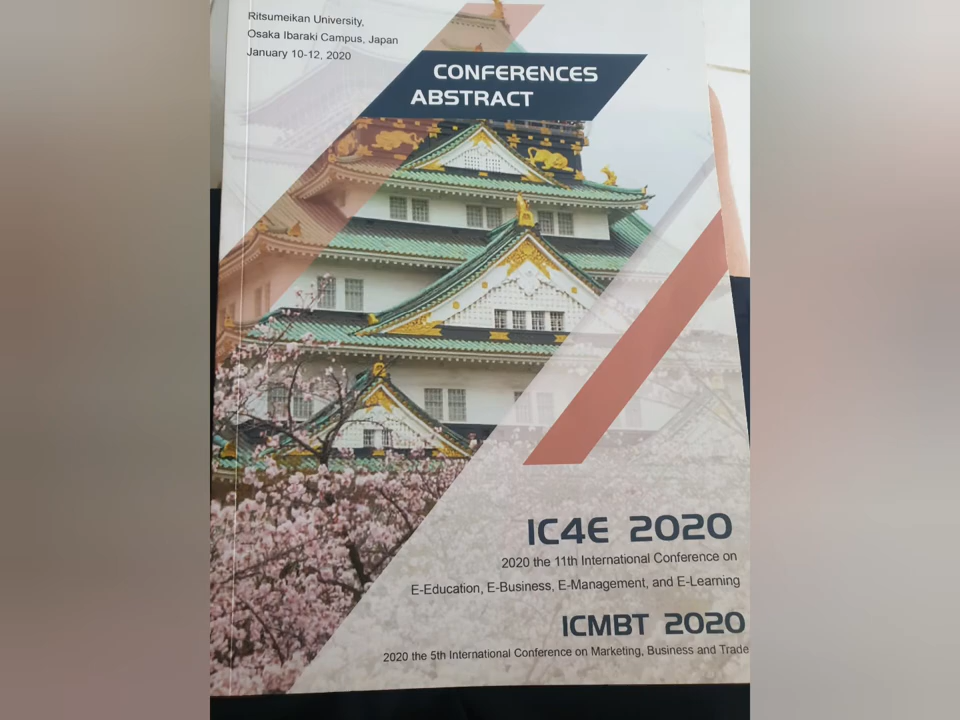 Ritsumeikan University,
Osaka Ibaraki Campus, Japan
January 10-12, 2020
CONFERENCES
ABSTRACT
IC4E 2020
2020 the 11th International Conference on
E-Education, E-Business, E-Management, and E-Learning
ICMBT 2020
2020 the 5th International Conference on Marketing, Business and Trade